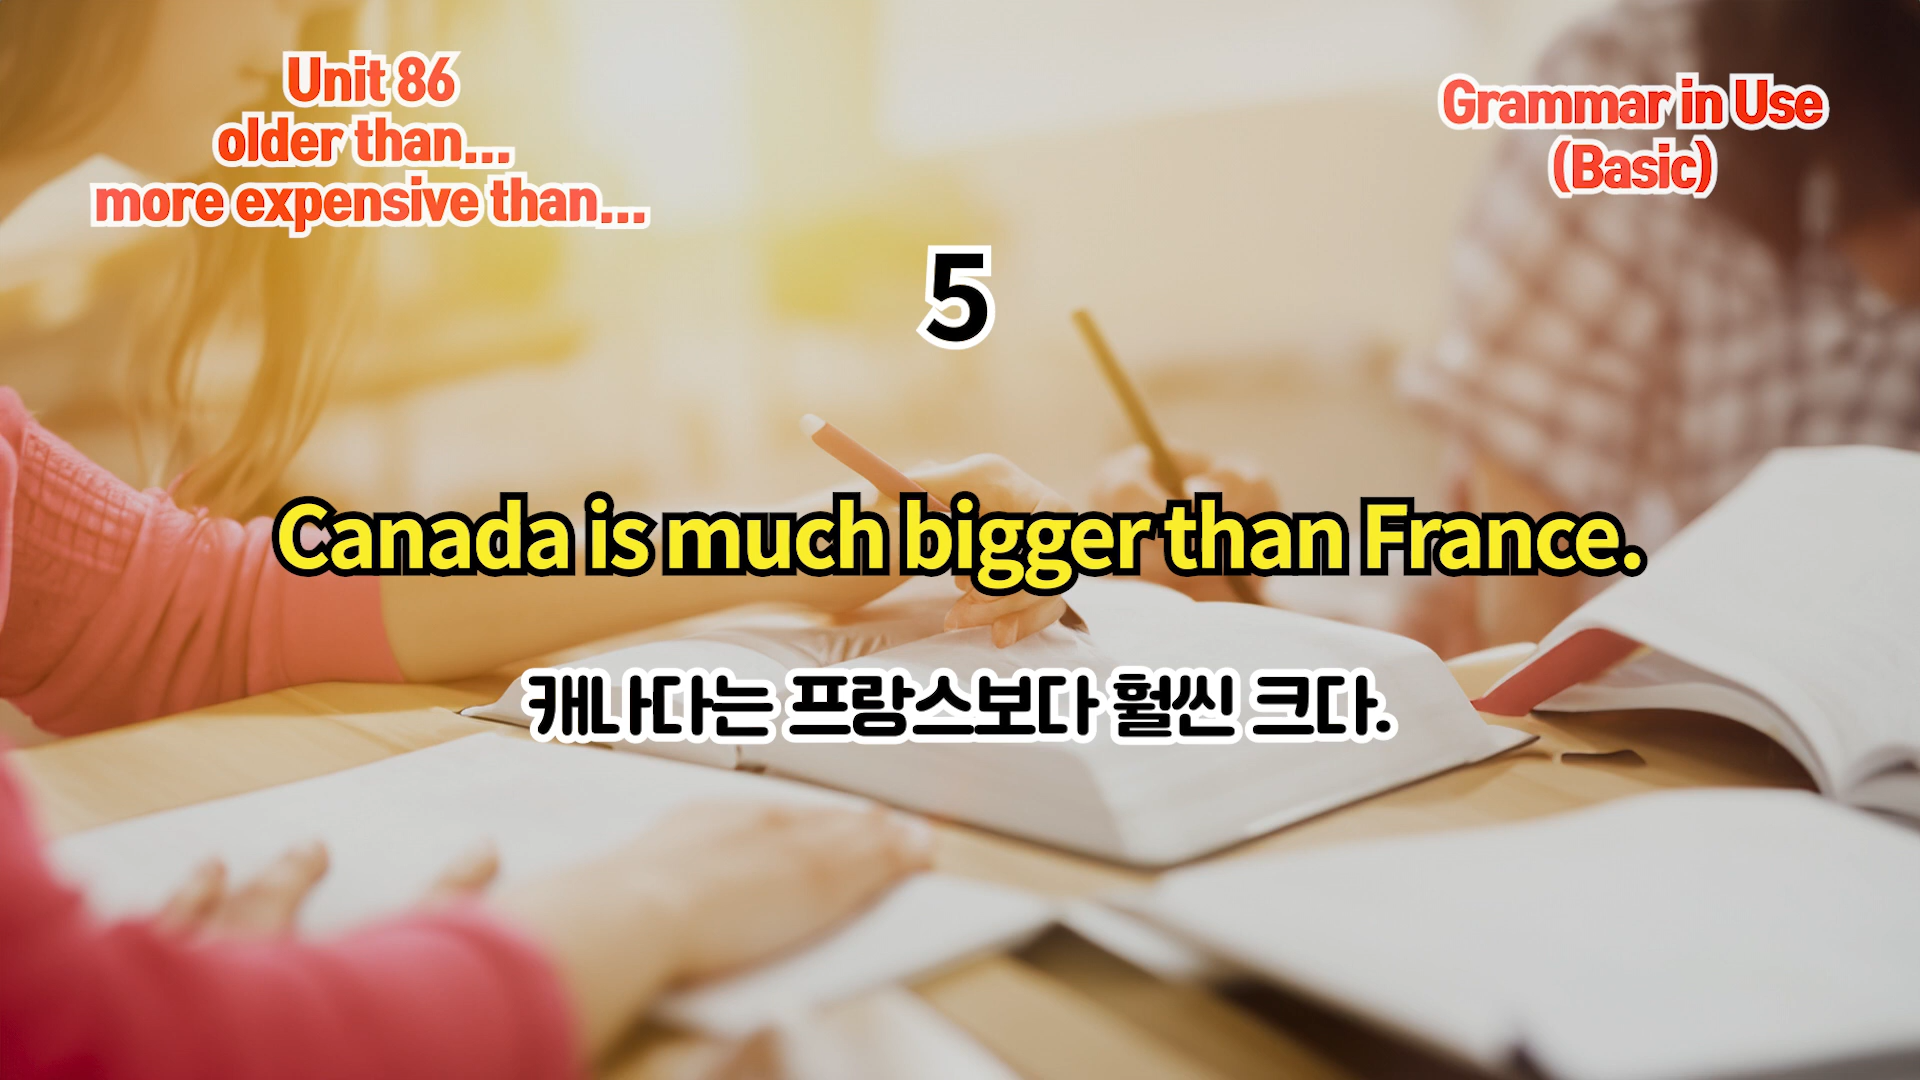 Unit 86
older than...
more expensive than...
Grammar in Use
(Basic)
5
Canada is much bigger than France.
캐나다는 프랑스보다 훨씬 크다.